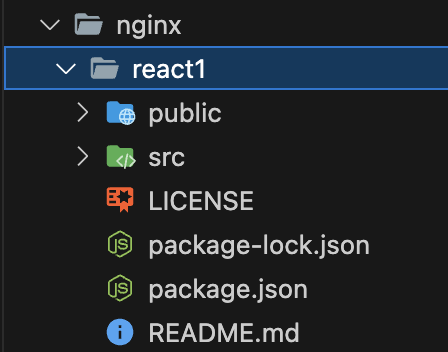 nginx
react1
public
src
LICENSE
package-lock.json
package.json
README.md